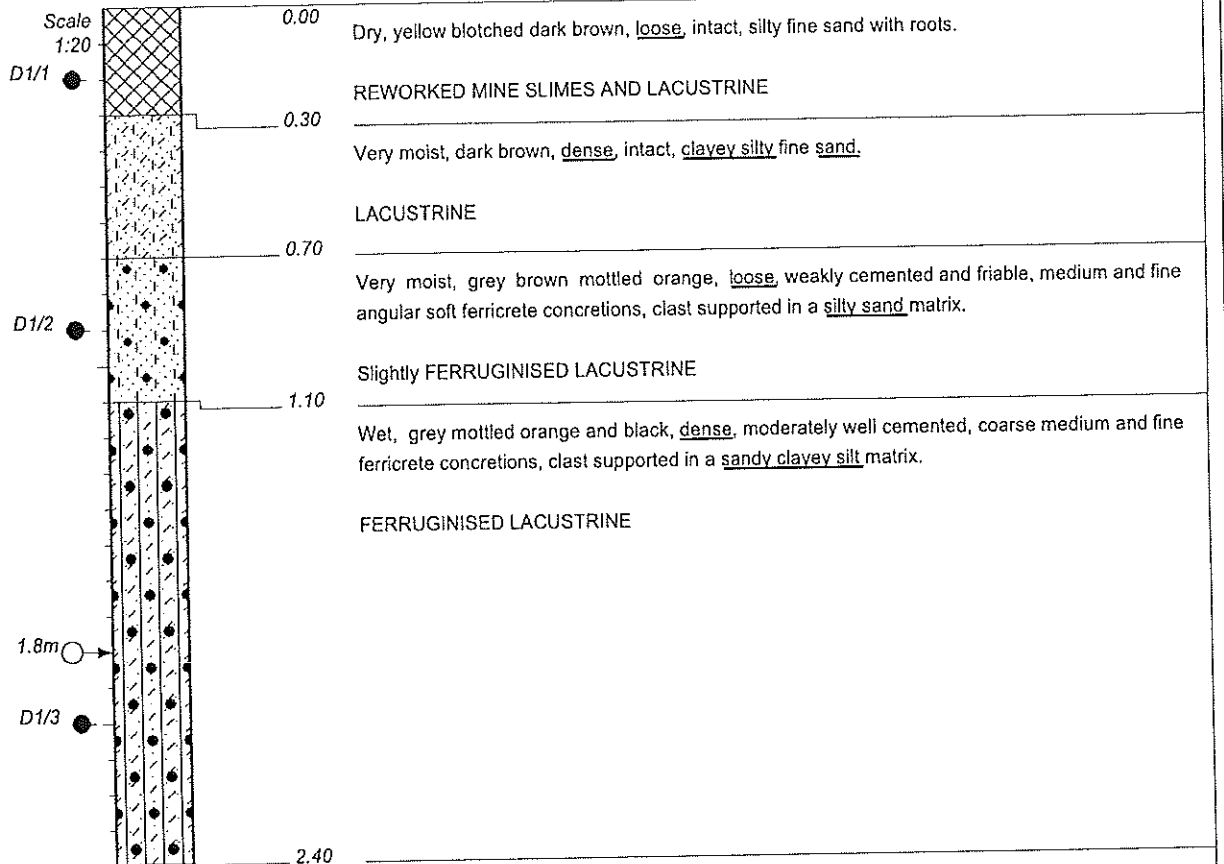 Scale
1:20
0.00
Dry, yellow blotched dark brown, loose, intact, silty fine sand with roots.
D1/1
REWORKED MINE SLIMES AND LACUSTRINE
0.30
Very moist, dark brown, dense, intact, clayey silty fine sand.
LACUSTRINE
0.70
Very moist, grey brown mottled orange, loose, weakly cemented and friable, medium and fine
angular soft ferricrete concretions, clast supported in a silty sand matrix.
D1/2
Slightly FERRUGINISED LACUSTRINE
1.10
Wet, grey mottled orange and black, dense, moderately well cemented, coarse medium and fine
ferricrete concretions, clast supported in a sandy clayey silt matrix.
FERRUGINISED LACUSTRINE
1.8m
D1/3
2.40